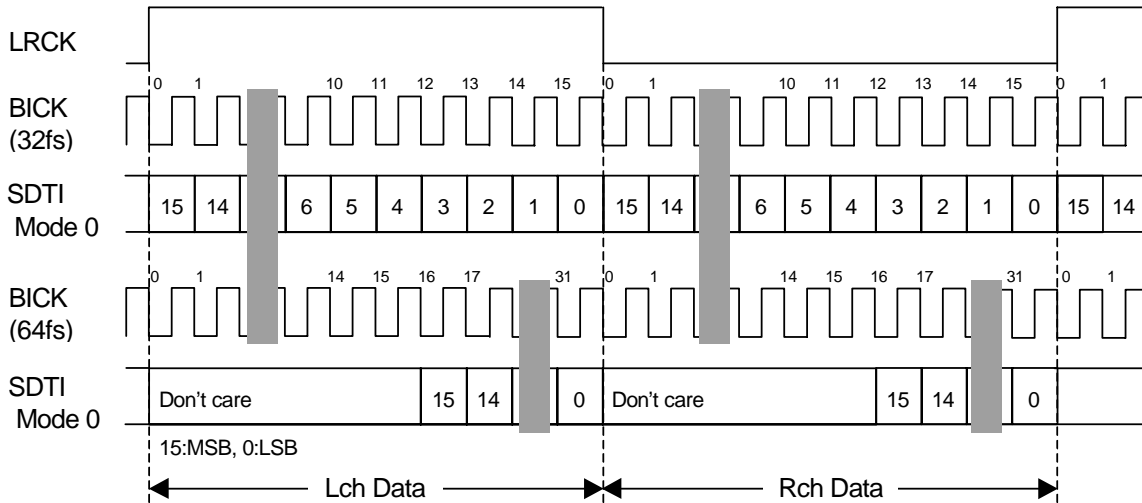 LRCK
0 1 10 11 12 13 14 15 0 1 10 11 12 13 14 15 0 1
BICK
(32fs)
SDTI
Mode 0
15 14 6 5 4 3 2 1 0 15 14 6 5 4 3 2 1 0 15 14
0 1 14 15 16 17 31 0 1 14 15 16 17 31 0 1
BICK
(64fs)
SDTI
Mode 0
Don't care 15 14 0 Don't care 15 14 0
15:MSB, 0:LSB
Lch Data Rch Data